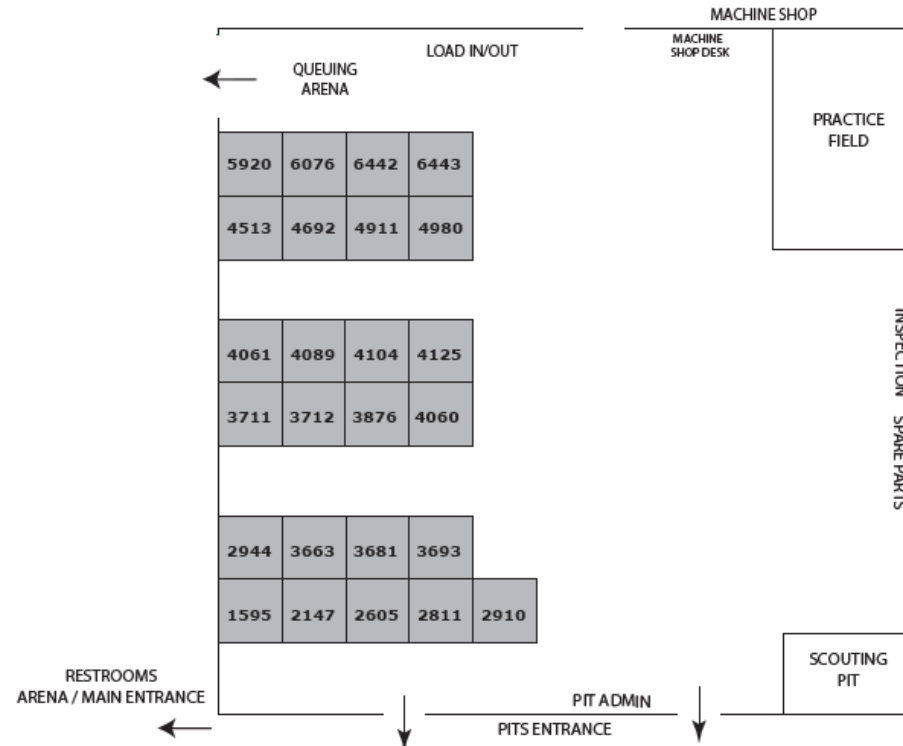 MACHINE SHOP
LOAD IN/OUT
MACHINE
SHOP DESK
QUEUING
ARENA
PRACTICE
FIELD
5920 6076 6442 6443
4513 4692 4911 4980
4061 4089 4104 4125
3711 3712 3876 4060
INSPECTION SPARE PARTS
2944 3663 3681 3693
1595 2147 2605 2811 2910
SCOUTING
PIT
RESTROOMS
ARENA / MAIN ENTRANCE
PIT ADMIN
PITS ENTRANCE